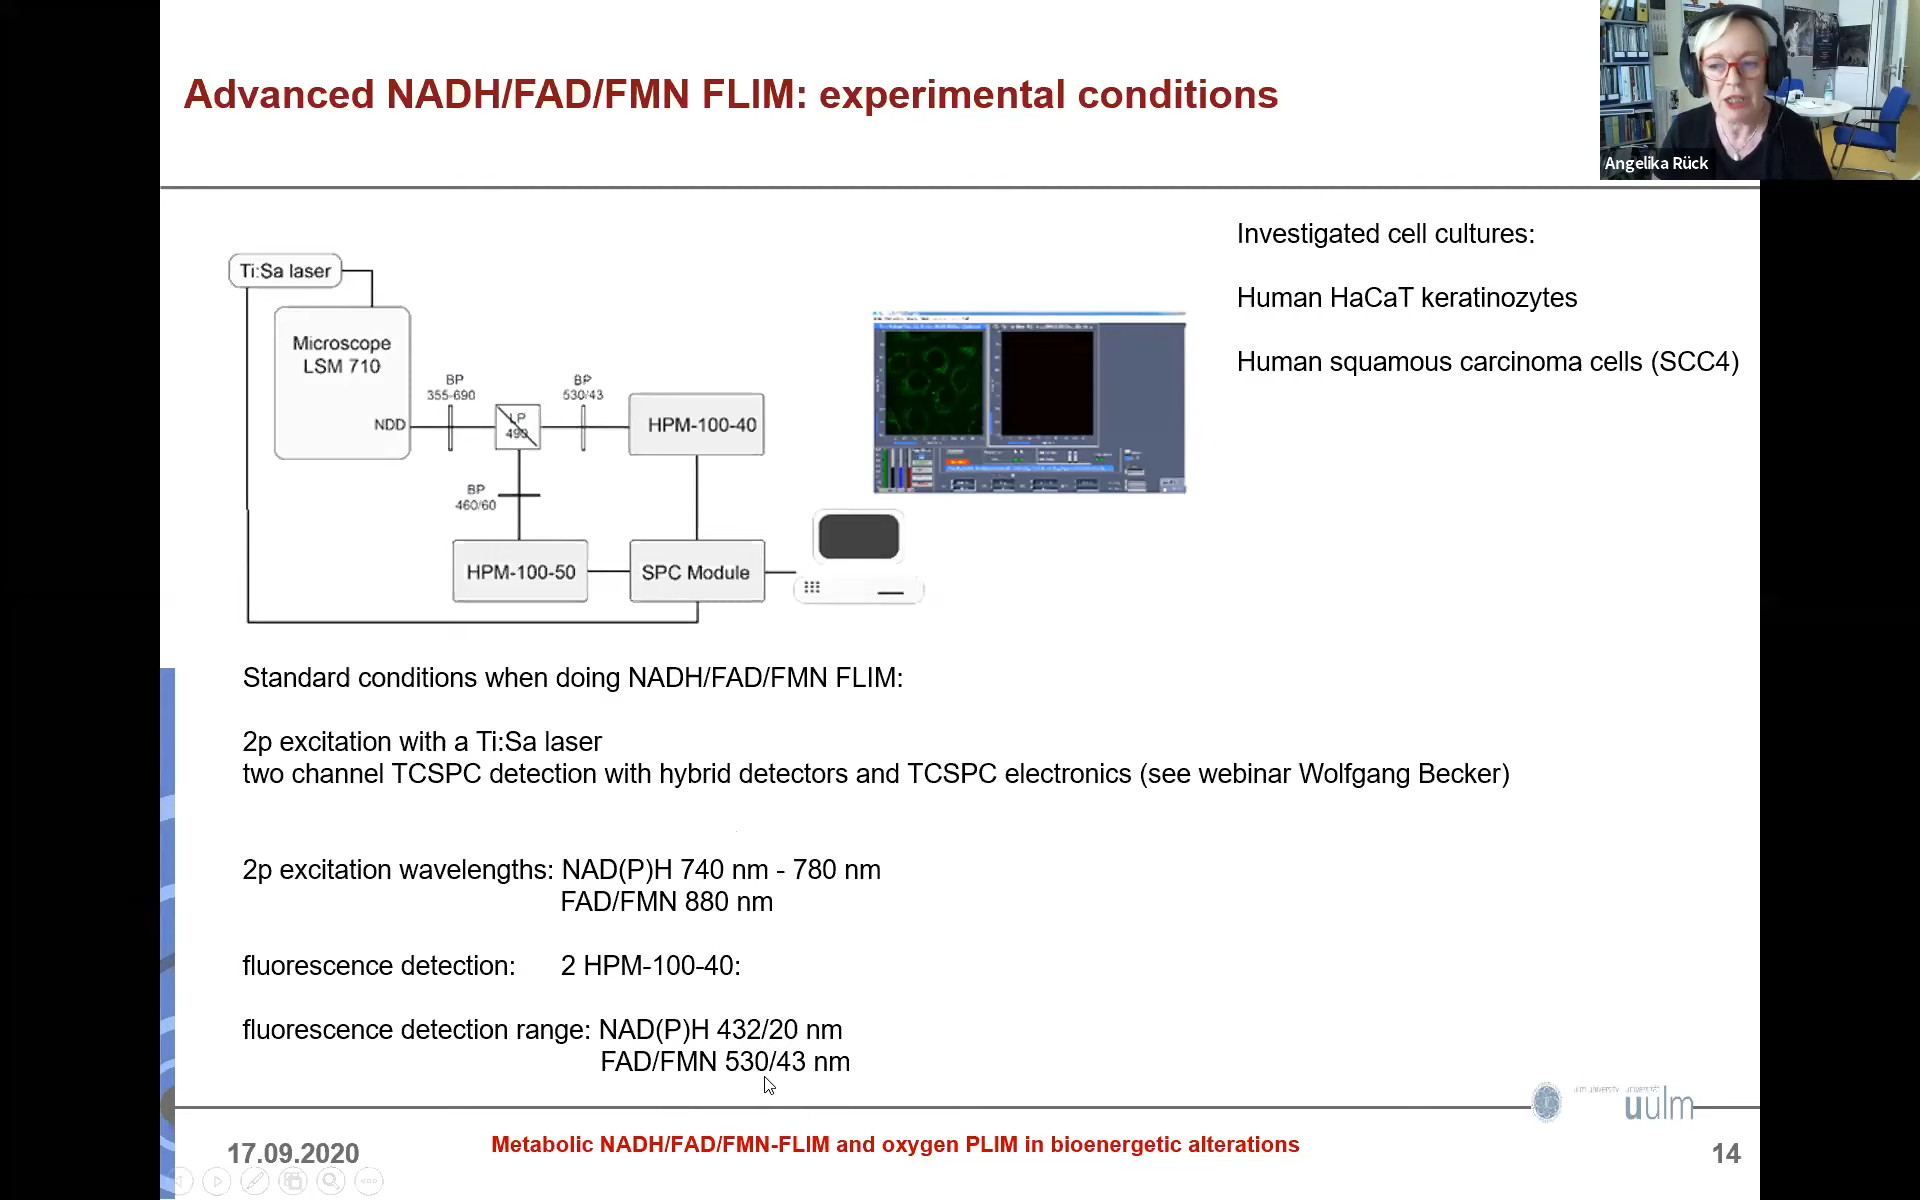 Advanced NADH/FAD/FMN FLIM: experimental conditions
Angelika Rück
Investigated cell cultures:
Human HaCaT keratinozytes
Human squamous carcinoma cells (SCC4)
Ti:Sa laser
Microscope
LSM 710
NDD
BP
355-690
LP
490
BP
530/43
HPM-100-40
BP
460/60
HPM-100-50
SPC Module
Standard conditions when doing NADH/FAD/FMN FLIM:
2p excitation with a Ti:Sa laser
two channel TCSPC detection with hybrid detectors and TCSPC electronics (see webinar Wolfgang Becker)
2p excitation wavelengths: NAD(P)H 740 nm - 780 nm
FAD/FMN 880 nm
fluorescence detection: 2 HPM-100-40:
fluorescence detection range: NAD(P)H 432/20 nm
FAD/FMN 530/43 nm
uulm
17.09.2020
Metabolic NADH/FAD/FMN-FLIM and oxygen PLIM in bioenergetic alterations
14